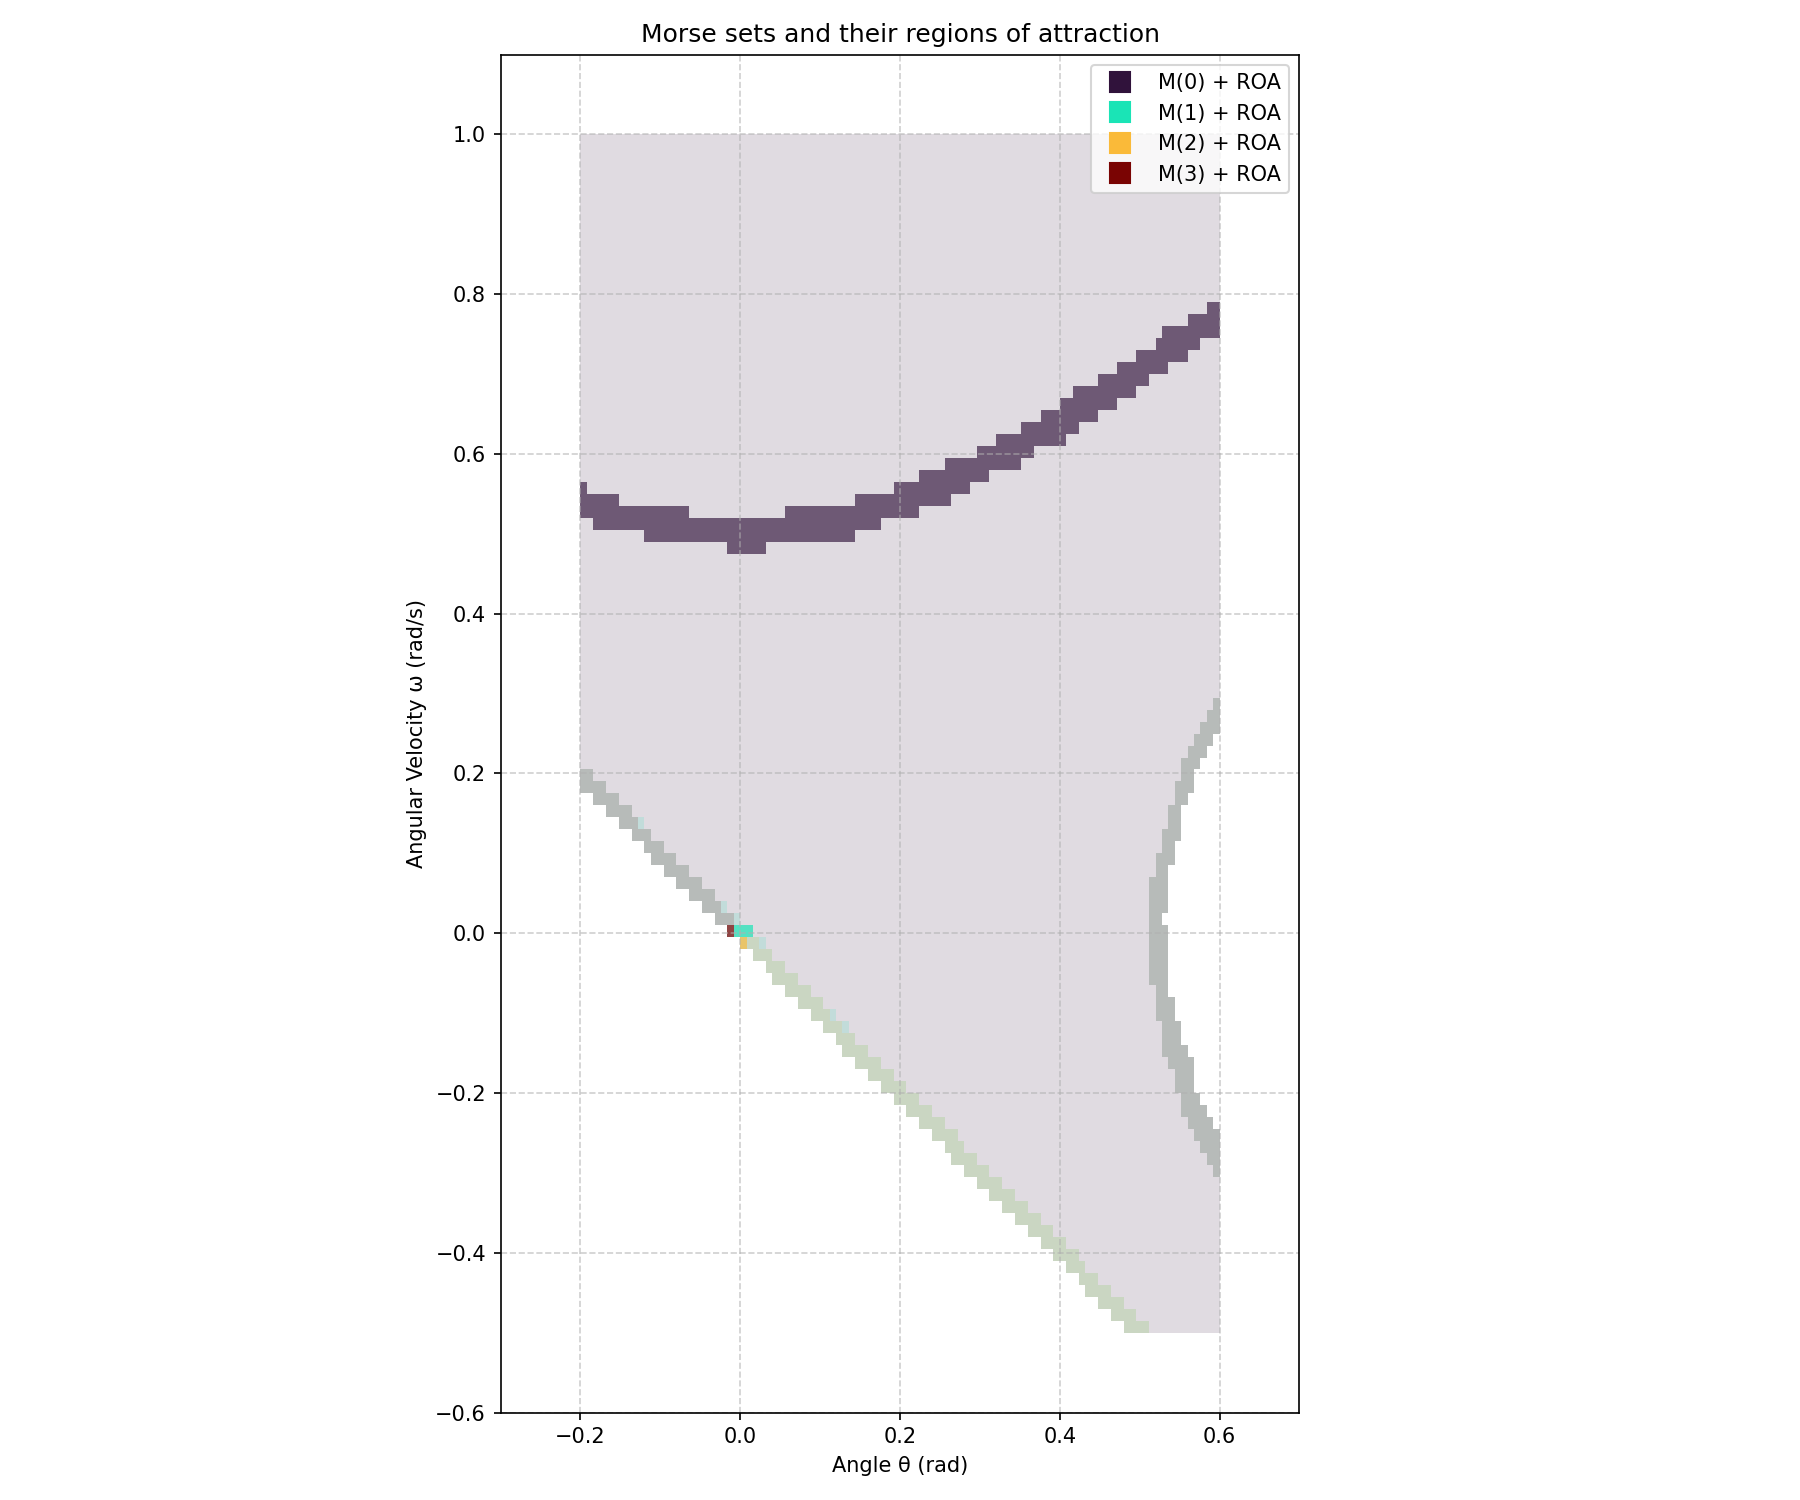 Morse sets and their regions of attraction
M(0) + ROA
M(1) + ROA
M(2) + ROA
M(3) + ROA
1.0
0.8
0.6
0.4
0.2
0.0
−0.2
−0.4
−0.6
Angular Velocity ω (rad/s)
−0.2
0.0
0.2
0.4
0.6
Angle θ (rad)